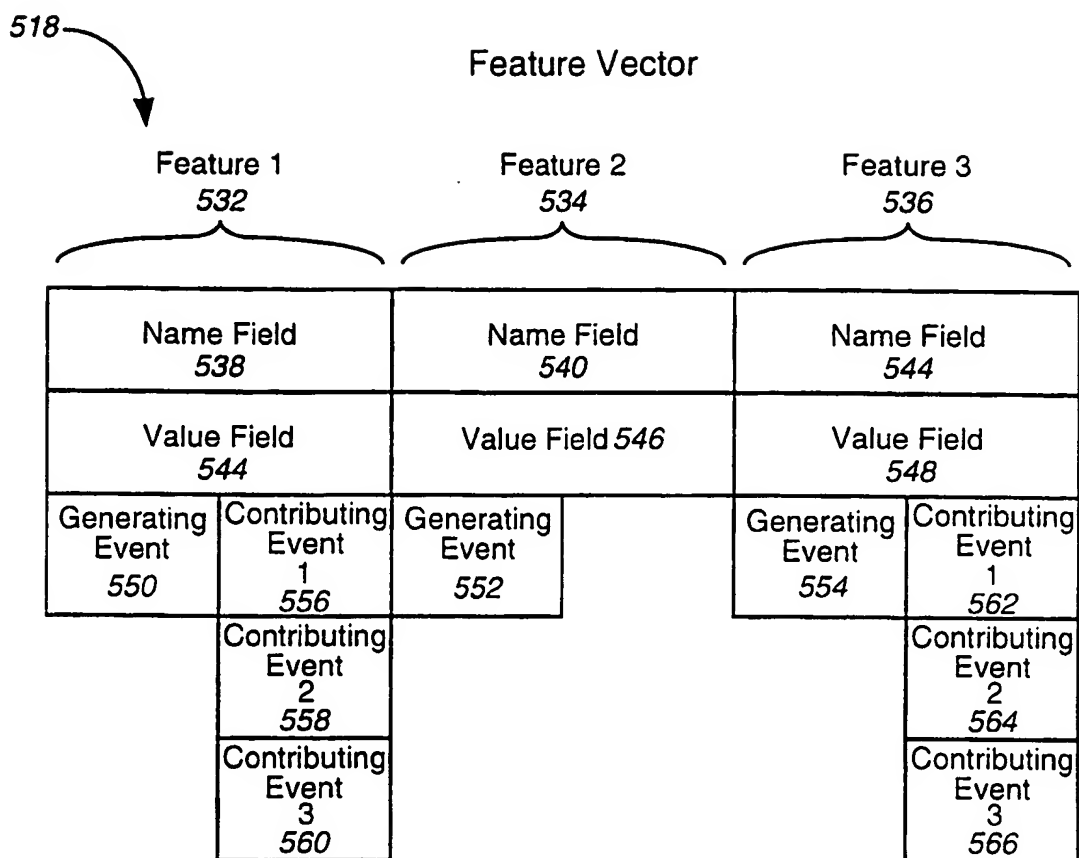 518
Feature Vector
Feature 1
532
Feature 2
534
Feature 3
536
Name Field
538
Name Field
540
Name Field
544
Value Field
544
Value Field 546
Value Field
548
Generating
Event
550
Contributing
Event
1
556
Generating
Event
552
Generating
Event
554
Contributing
Event
1
562
Contributing
Event
2
558
Contributing
Event
2
564
Contributing
Event
3
560
Contributing
Event
3
566